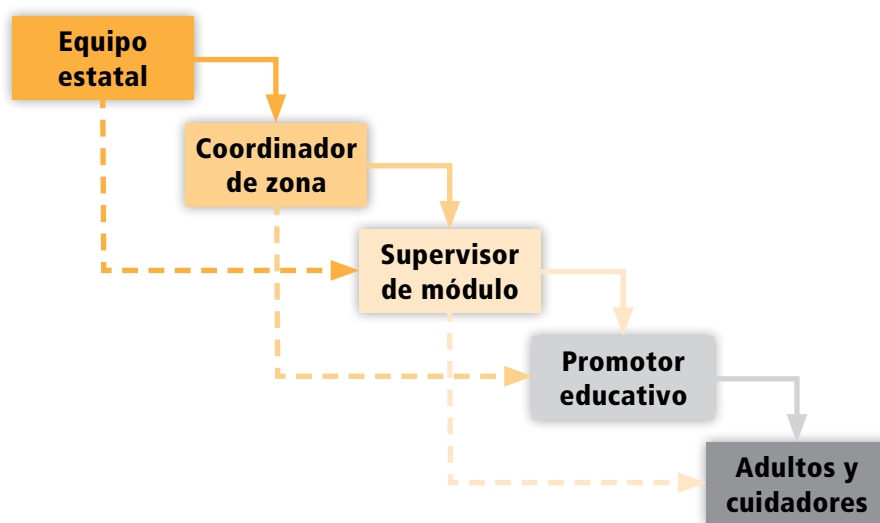 Equipo
estatal
Coordinador
de zona
Supervisor
de módulo
Promotor
educativo
Adultos y
cuidadores